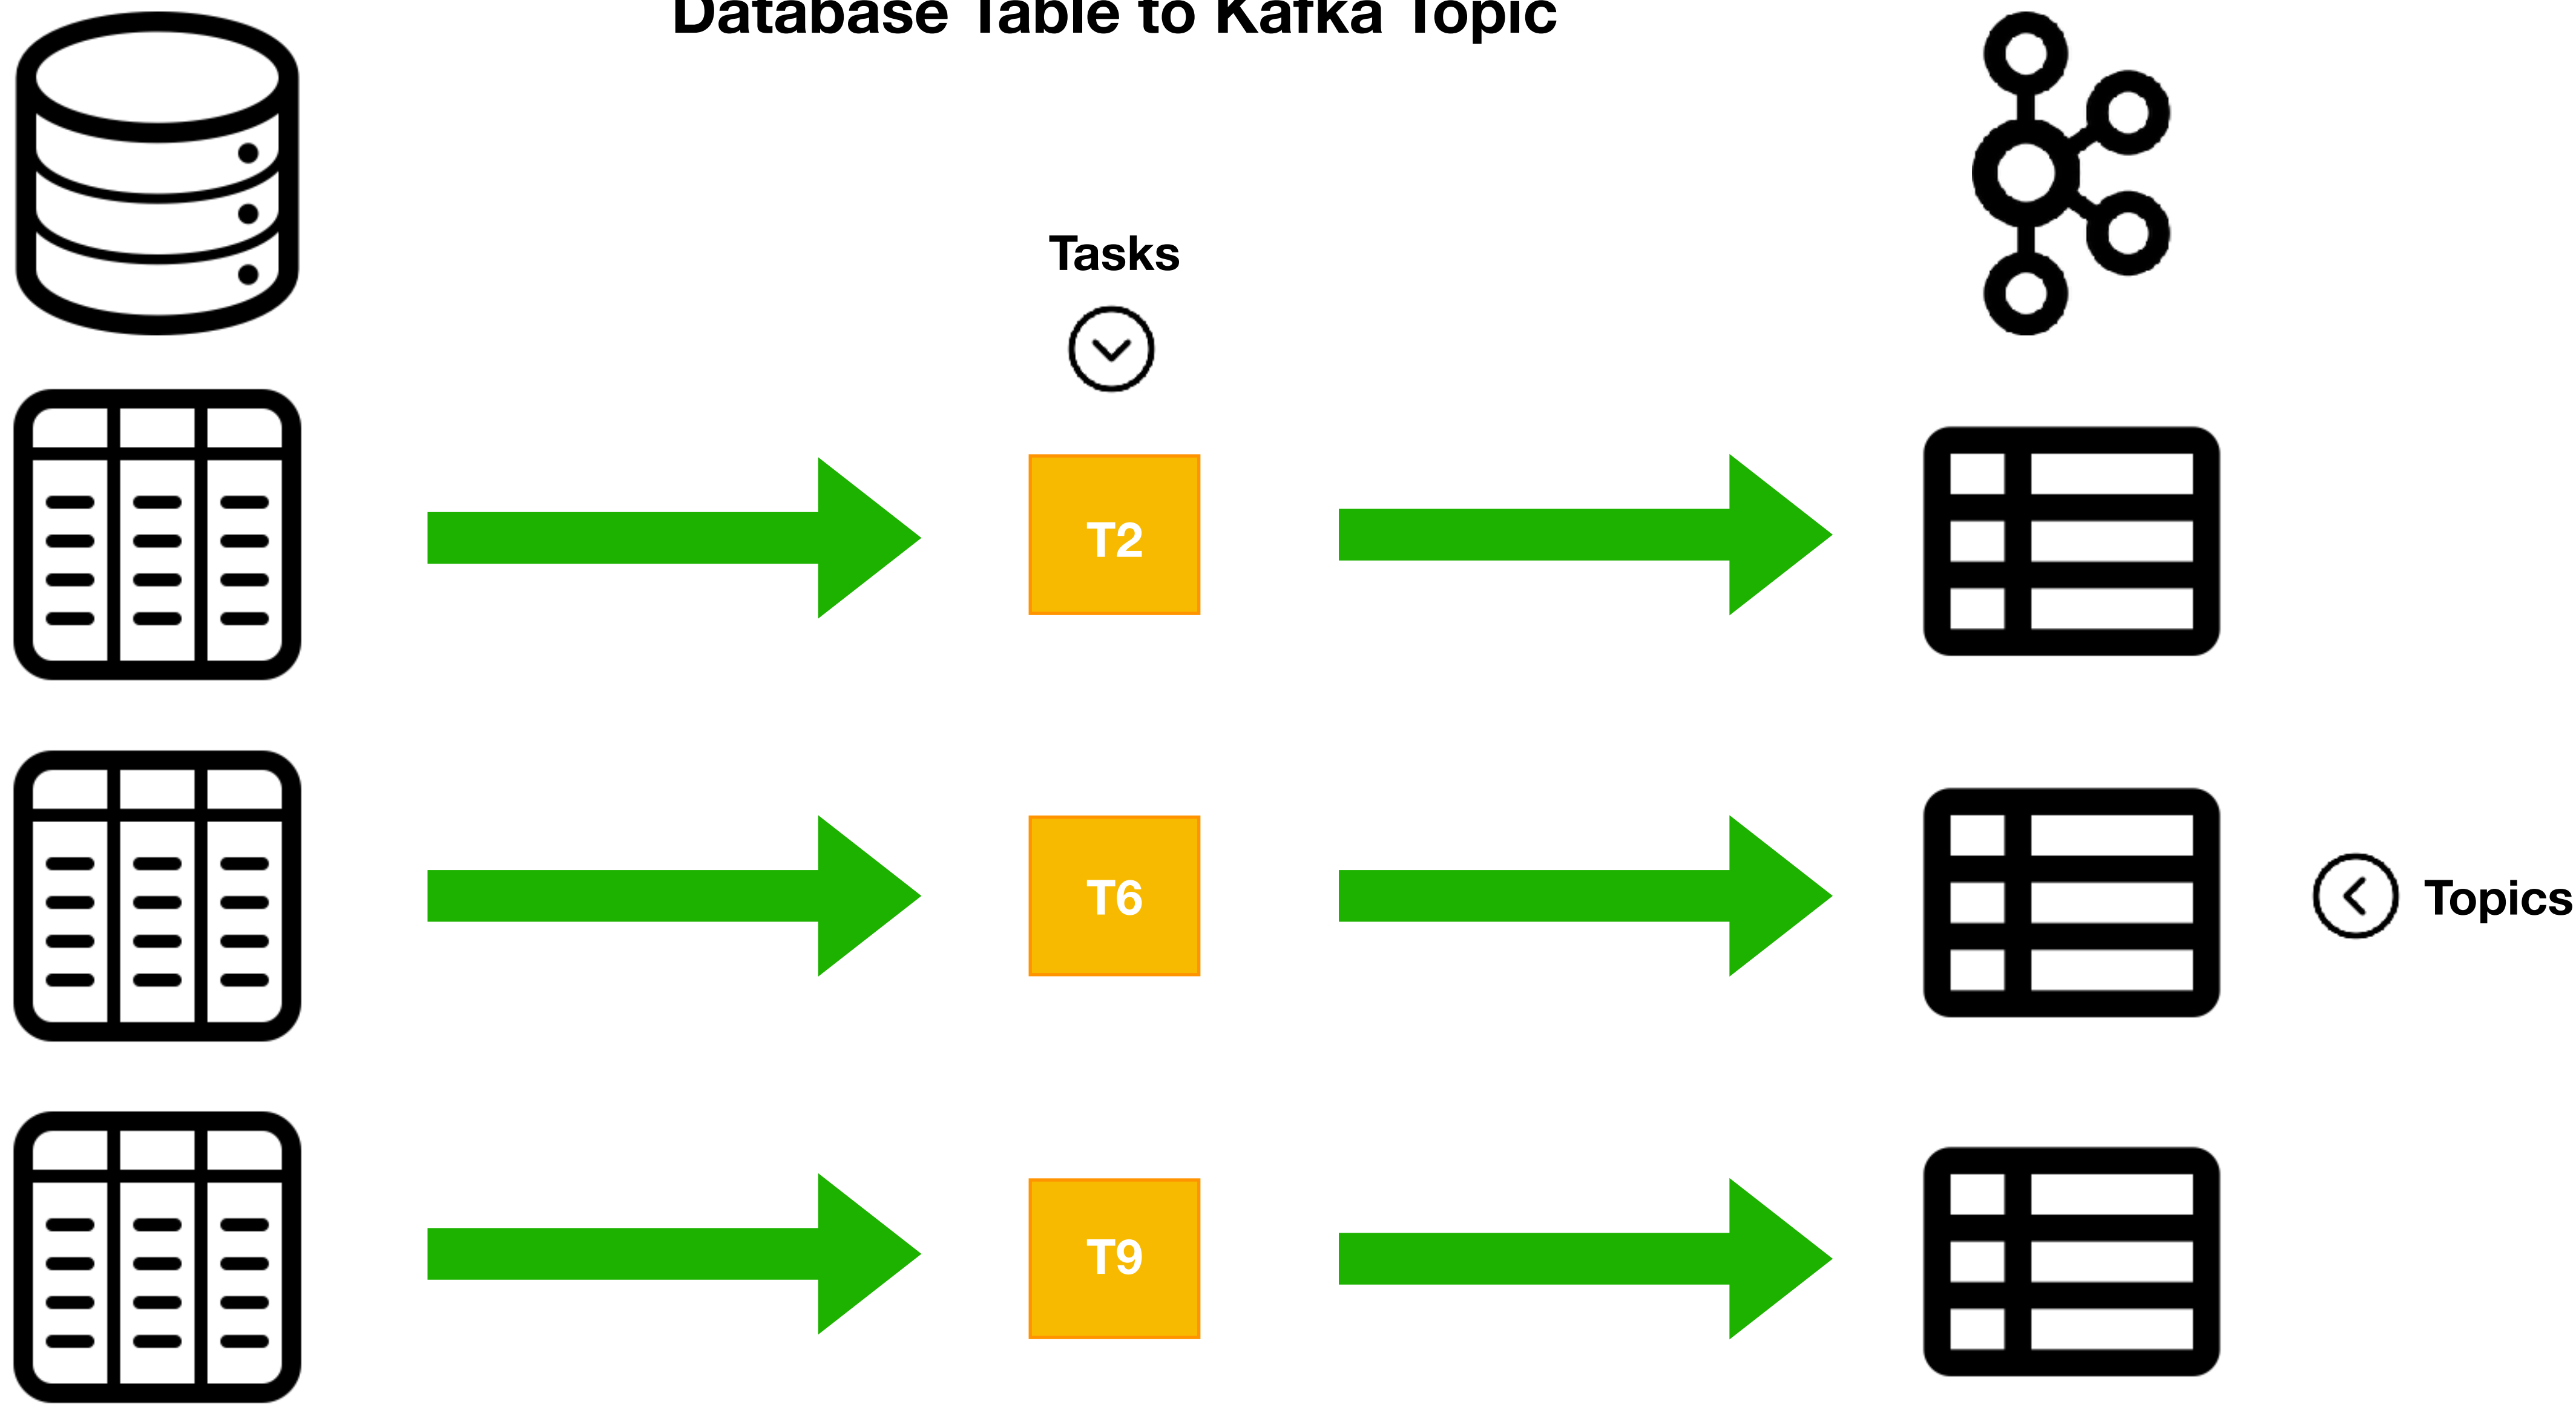 Database Table to Kafka Topic
Tasks
T2
T6
Topics
T9